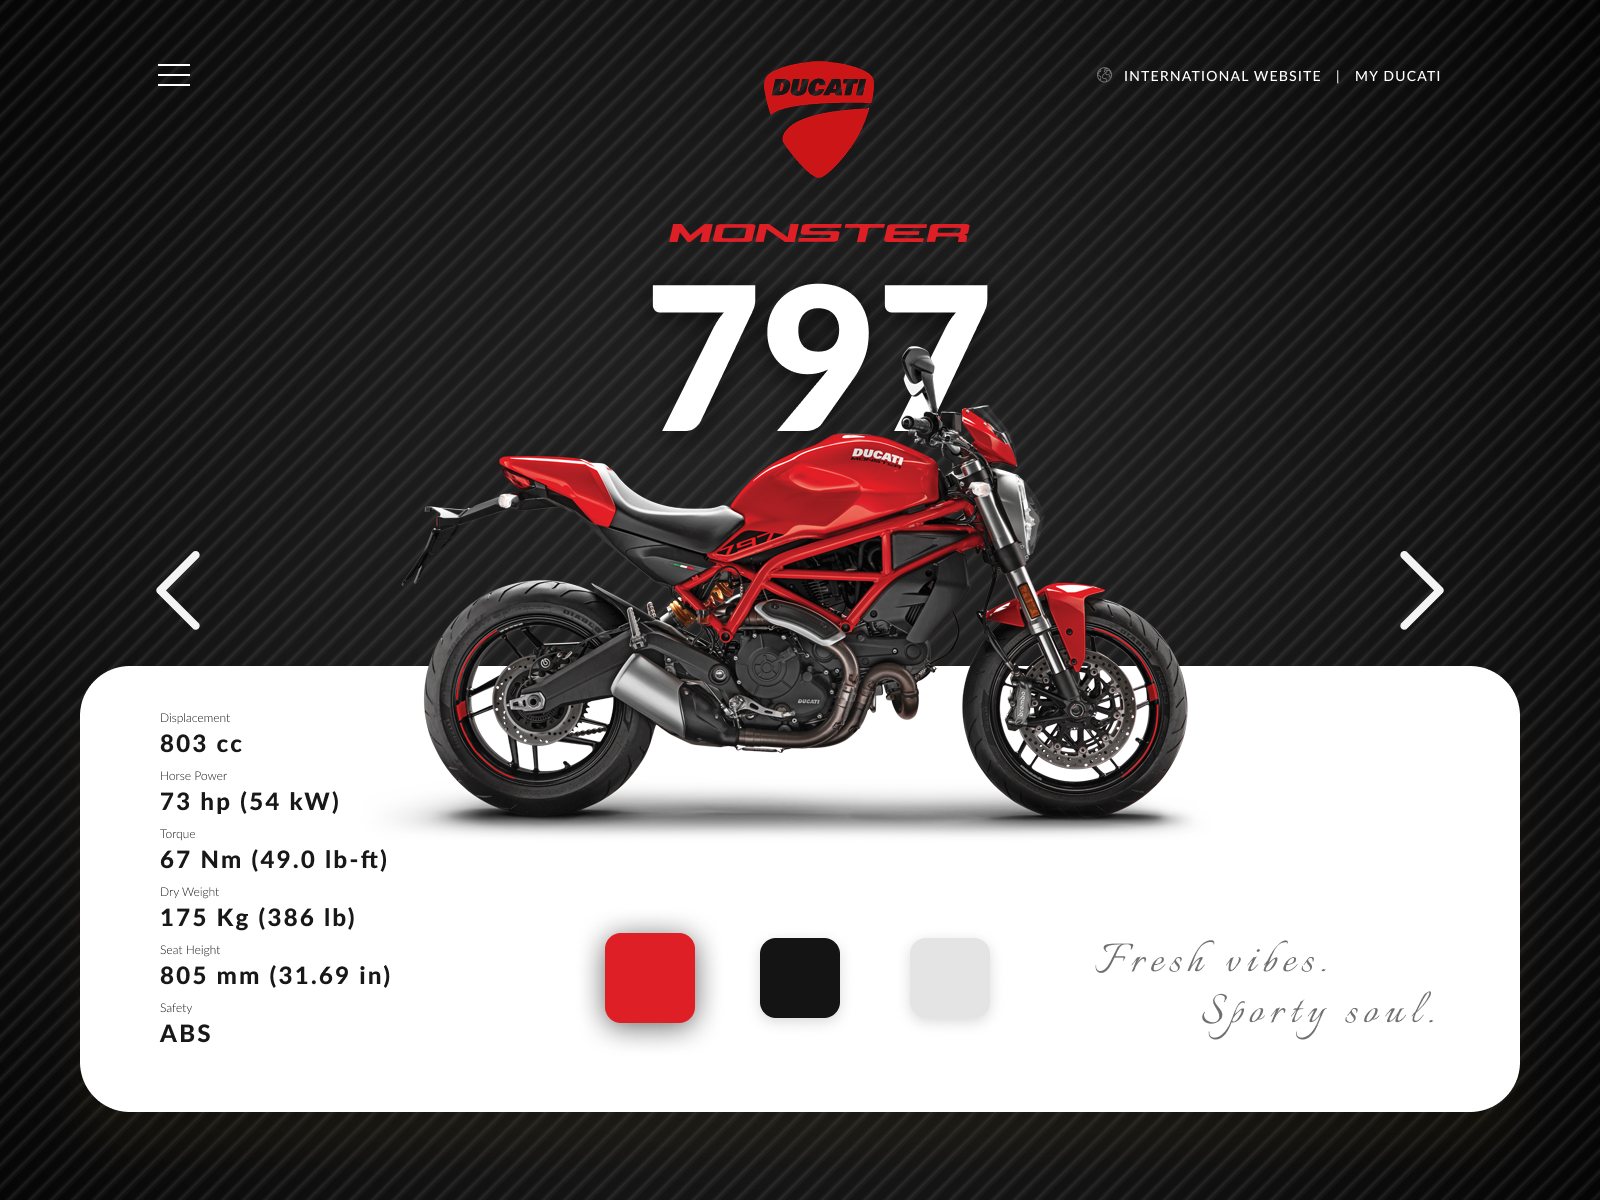 DUCATI
INTERNATIONAL WEBSITE | MY DUCATI
MONSTER
797
DUCATI
797
DUCATI
Displacement
803 cc
Horse Power
73 hp (54 kW)
Torque
67 Nm (49.0 lb-ft)
Dry Weight
175 Kg (386 lb)
Seat Height
805 mm (31.69 in)
Safety
ABS
Fresh vibes.
Sporty soul.